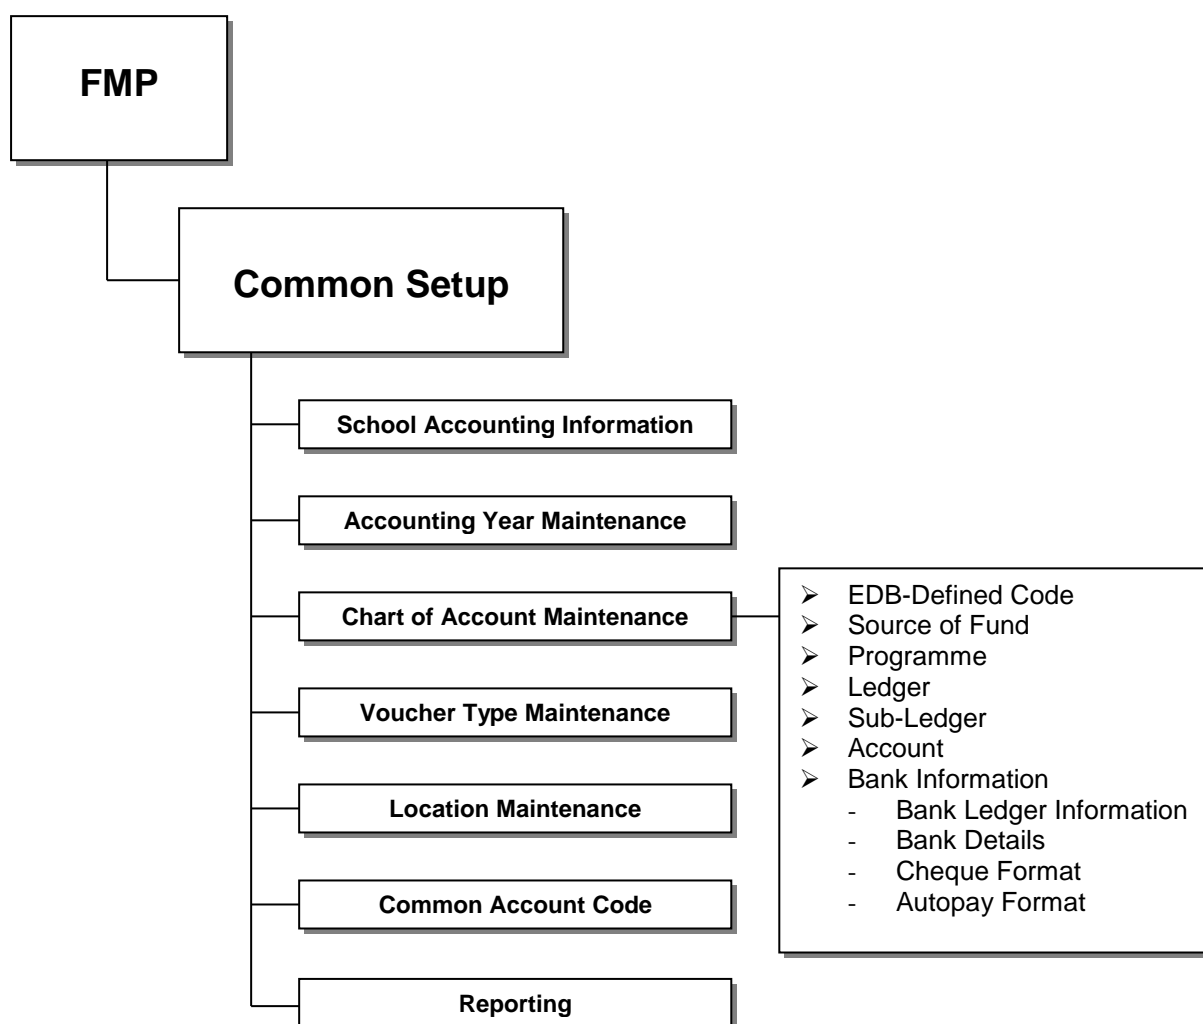 FMP
Common Setup
School Accounting Information
Accounting Year Maintenance
Chart of Account Maintenance
➢ EDB-Defined Code
➢ Source of Fund
➢ Programme
➢ Ledger
➢ Sub-Ledger
➢ Account
➢ Bank Information
- Bank Ledger Information
- Bank Details
- Cheque Format
- Autopay Format
Voucher Type Maintenance
Location Maintenance
Common Account Code
Reporting